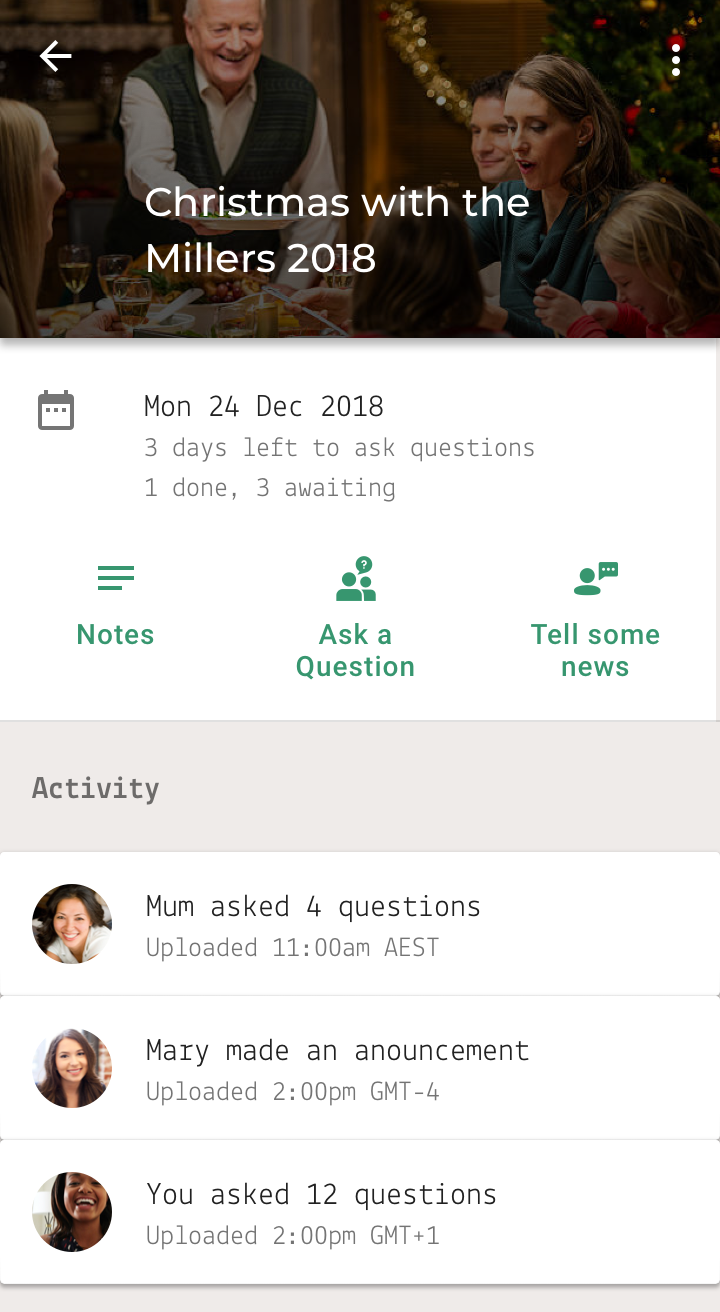 Christmas with the
Millers 2018
Mon 24 Dec 2018
3 days left to ask questions
1 done, 3 awaiting
Notes
Ask a
Question
Tell some
news
Activity
Mum asked 4 questions
Uploaded 11:00am AEST
Mary made an anouncement
Uploaded 2:00pm GMT-4
You asked 12 questions
Uploaded 2:00pm GMT+1